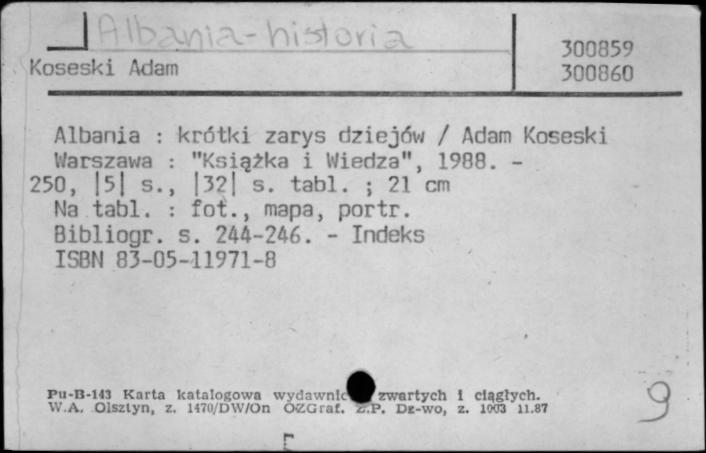 Albania - historia
300859
Koseski Adam
300860
Albania : krótki zarys dziejów / Adam Koseski
Warszawa : "Książka i Wiedza", 1988. -
250, |5| s., |32| s. tabl. ; 21 cm
Na tabl. : fot., mapa, portr.
Bibliogr. s. 244-246. - Indeks
ISBN 83-05-11971-8
Pu-B-143 Karta katalogowa wydawnic zwartych i ciągłych.
W.A. Olsztyn, z. 1470/DW/On OZGraf. Z.P. Dz-wo, z. 1003 11.87
9